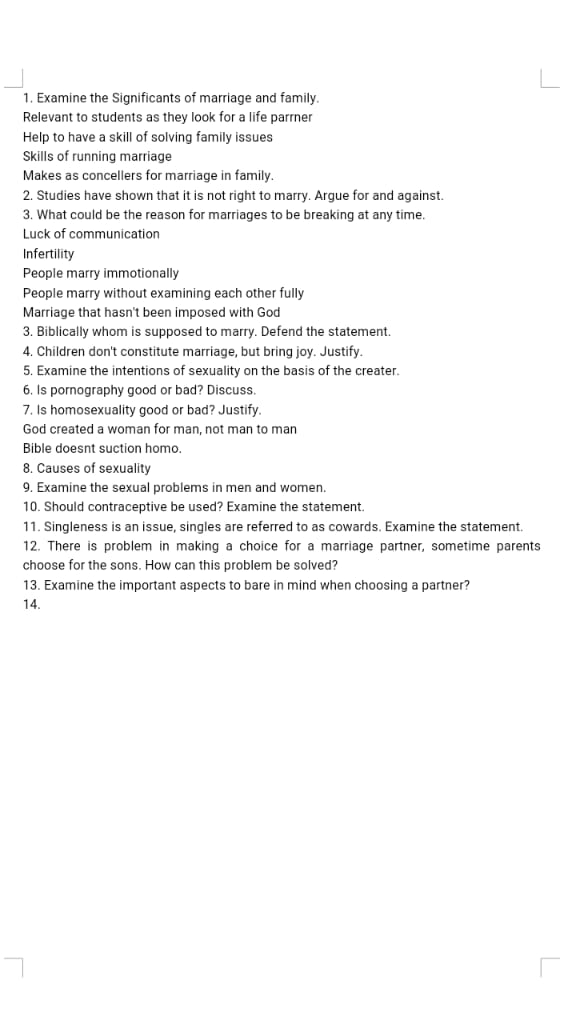 1. Examine the Significants of marriage and family.
Relevant to students as they look for a life parrner
Help to have a skill of solving family issues
Skills of running marriage
Makes as concellers for marriage in family.
2. Studies have shown that it is not right to marry. Argue for and against.
3. What could be the reason for marriages to be breaking at any time.
Luck of communication
Infertility
People marry immotionally
People marry without examining each other fully
Marriage that hasn't been imposed with God
3. Biblically whom is supposed to marry. Defend the statement.
4. Children don't constitute marriage, but bring joy. Justify.
5. Examine the intentions of sexuality on the basis of the creater.
6. Is pornography good or bad? Discuss.
7. Is homosexuality good or bad? Justify.
God created a woman for man, not man to man
Bible doesnt suction homo.
8. Causes of sexuality
9. Examine the sexual problems in men and women.
10. Should contraceptive be used? Examine the statement.
11. Singleness is an issue, singles are referred to as cowards. Examine the statement.
12. There is problem in making a choice for a marriage partner, sometime parents
choose for the sons. How can this problem be solved?
13. Examine the important aspects to bare in mind when choosing a partner?
14.